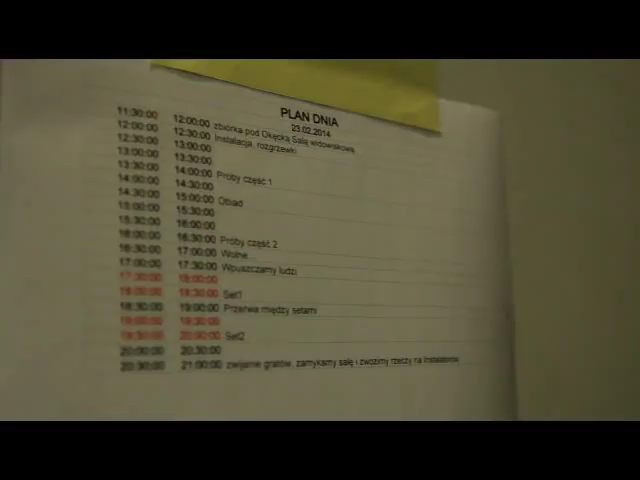 PLAN DNIA
23.02.2014
11:30:00 12:00:00 zbiórka pod Okęcką Salą widowiskową
12:00:00 12:30:00 Instalacja, rozgrzewki
12:30:00 13:00:00
13:00:00 13:30:00
13:30:00 14:00:00 Próby część 1
14:00:00 14:30:00
14:30:00 15:00:00 Obiad
15:00:00 15:30:00
15:30:00 16:00:00
16:00:00 16:30:00 Próby część 2
16:30:00 17:00:00 Wolne...
17:00:00 17:30:00 Wpuszczamy ludzi
17:30:00 18:00:00
18:00:00 18:30:00 Set1
18:30:00 19:00:00 Przerwa między setami
19:00:00 19:30:00
19:30:00 20:00:00 Set2
20:00:00 20:30:00
20:30:00 21:00:00 zwijanie gratów, zamykamy salę i zwozimy rzeczy na Instalatorów